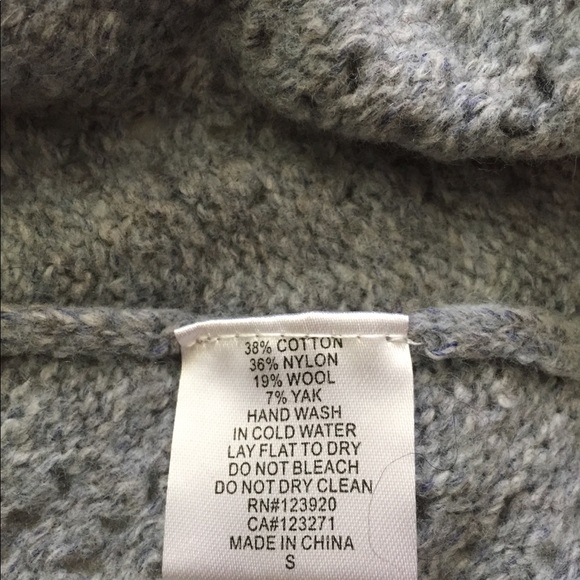 38% COTTON
36% NYLON
19% WOOL
7% YAK
HAND WASH
IN COLD WATER
LAY FLAT TO DRY
DO NOT BLEACH
DO NOT DRY CLEAN
RN#123920
CA#123271
MADE IN CHINA
S